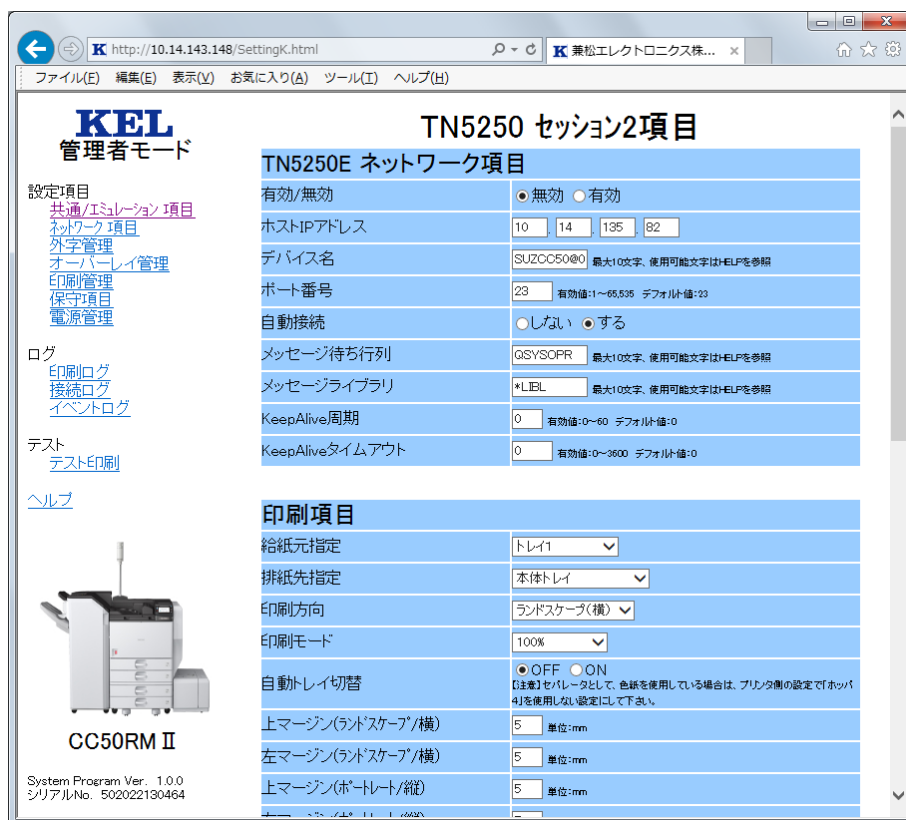 http://10.14.143.148/SettingK.html
兼松エレクトロニクス株...
ファイル(F) 編集(E) 表示(V) お気に入り(A) ツール(T) ヘルプ(H)
KEL
管理者モード
設定項目
共通/エミュレーション 項目
ネットワーク 項目
外字管理
オーバーレイ管理
印刷管理
保守項目
電源管理
ログ
印刷ログ
接続ログ
イベントログ
テスト
テスト印刷
ヘルプ
CC50RM II
System Program Ver. 1.0.0
シリアルNo. 502022130464
TN5250 セッション2項目
TN5250E ネットワーク項目
有効/無効 無効 有効
ホストIPアドレス 10 . 14 . 135 . 82
デバイス名 SUZCC50@0 最大10文字、使用可能文字はHELPを参照
ポート番号 23 有効値:1～65,535 デフォルト値:23
自動接続 しない する
メッセージ待ち行列 QSYSOPR 最大10文字、使用可能文字はHELPを参照
メッセージライブラリ *LIBL 最大10文字、使用可能文字はHELPを参照
KeepAlive周期 0 有効値:0～60 デフォルト値:0
KeepAliveタイムアウト 0 有効値:0～3600 デフォルト値:0
印刷項目
給紙元指定 トレイ1
排紙先指定 本体トレイ
印刷方向 ランドスケープ(横)
印刷モード 100%
自動トレイ切替 OFF ON
【注意】セパレータとして、色紙を使用している場合は、プリンタ側の設定で「ホッパ
4」を使用しない設定にして下さい。
上マージン(ランドスケープ/横) 5 単位:mm
左マージン(ランドスケープ/横) 5 単位:mm
上マージン(ポートレート/縦) 5 単位:mm